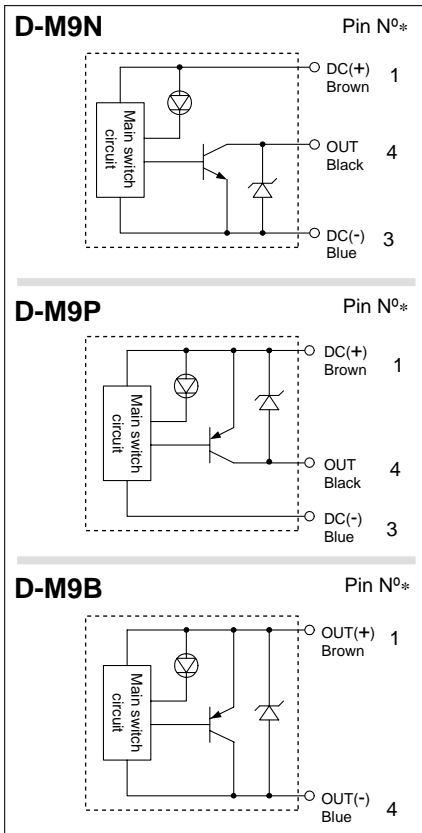 D-M9N Pin Nº*
DC(+) 1
Brown
Main switch
circuit
OUT 4
Black
DC(-) 3
Blue
D-M9P Pin Nº*
DC(+)
Brown 1
Main switch
circuit
OUT 4
Black
DC(-)
Blue 3
D-M9B Pin Nº*
OUT(+) 1
Brown
Main switch
circuit
OUT(-)
Blue 4